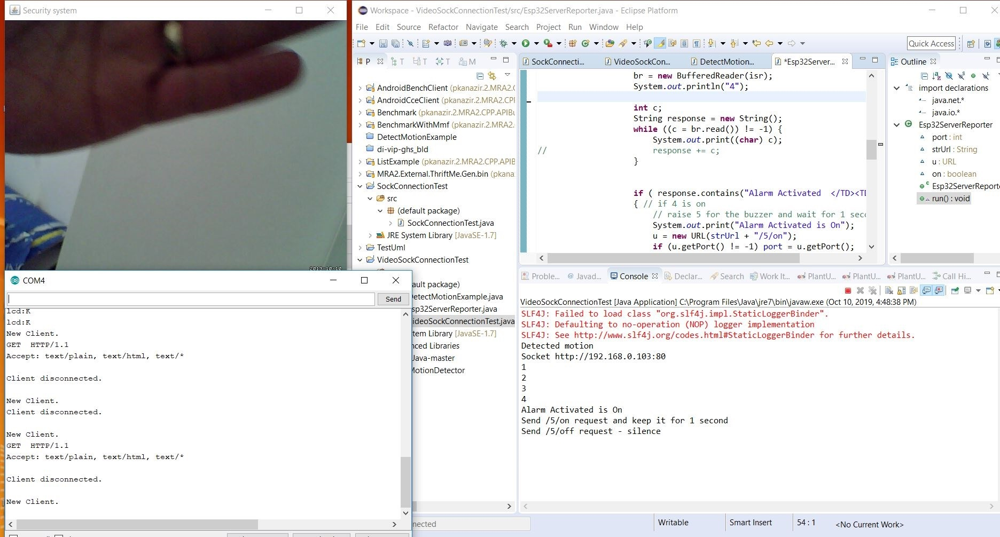 Security system
2019-10-10
Workspace - VideoSockConnectionTest/src/Esp32ServerReporter.java - Eclipse Platform
File Edit Source Refactor Navigate Search Project Run Window Help
Quick Access
P T T T M
AndroidBenchClient (pkanazir.2.MRA2.C
AndroidCceClient (pkanazir.2.MRA2.CPI
Benchmark (pkanazir.2.MRA2.CPP.APIBu
BenchmarkWithMmf (pkanazir.2.MRA2.
DetectMotionExample
di-vip-ghs_bld
ListExample (pkanazir.2.MRA2.CPP.APIB
MRA2.External.ThriftMe.Gen.bin (pkana
SockConnectionTest
src
(default package)
SockConnectionTest.java
JRE System Library [JavaSE-1.7]
TestUml
VideoSockConnectionTest
ault package)
DetectMotionExample.java
sp32ServerReporter.java
ideoSockConnectionTest.java
tem Library [JavaSE-1.7]
nced Libraries
Java-master
MotionDetector
SockConnecti... VideoSockCon... DetectMotion... *Esp32Server...
br = new BufferedReader(isr);
System.out.println("4");
int c;
String response = new String();
while ((c = br.read()) != -1) {
System.out.print((char) c);
// response += c;
}
if ( response.contains("Alarm Activated </TD><TD
{ // if 4 is on
// raise 5 for the buzzer and wait for 1 seco
System.out.print("Alarm Activated is On");
u = new URL(strUrl + "/5/on");
if (u.getPort() != -1) port = u.getPort();
Outline
import declarations
java.net.*
java.io.*
Esp32ServerReporter
port : int
strUrl : String
u : URL
on : boolean
Esp32ServerReporte
run() : void
Proble... @ Javad... Console Declar... Search Work It... PlantU... PlantU... PlantU... Call Hi...
VideoSockConnectionTest [Java Application] C:\Program Files\Java\jre7\bin\javaw.exe (Oct 10, 2019, 4:48:38 PM)
SLF4J: Failed to load class "org.slf4j.impl.StaticLoggerBinder".
SLF4J: Defaulting to no-operation (NOP) logger implementation
SLF4J: See http://www.slf4j.org/codes.html#StaticLoggerBinder for further details.
Detected motion
Socket http://192.168.0.103:80
1
2
3
4
Alarm Activated is On
Send /5/on request and keep it for 1 second
Send /5/off request - silence
COM4
Send
lcd:K
lcd:K
New Client.
GET  HTTP/1.1
Accept: text/plain, text/html, text/*
Client disconnected.
New Client.
Client disconnected.
New Client.
GET  HTTP/1.1
Accept: text/plain, text/html, text/*
Client disconnected.
New Client.
nected
Writable Smart Insert 54 : 1 <No Current Work>